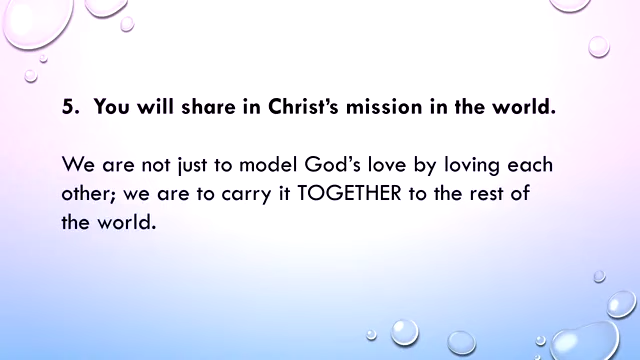 5. You will share in Christ's mission in the world.
We are not just to model God's love by loving each
other; we are to carry it TOGETHER to the rest of
the world.